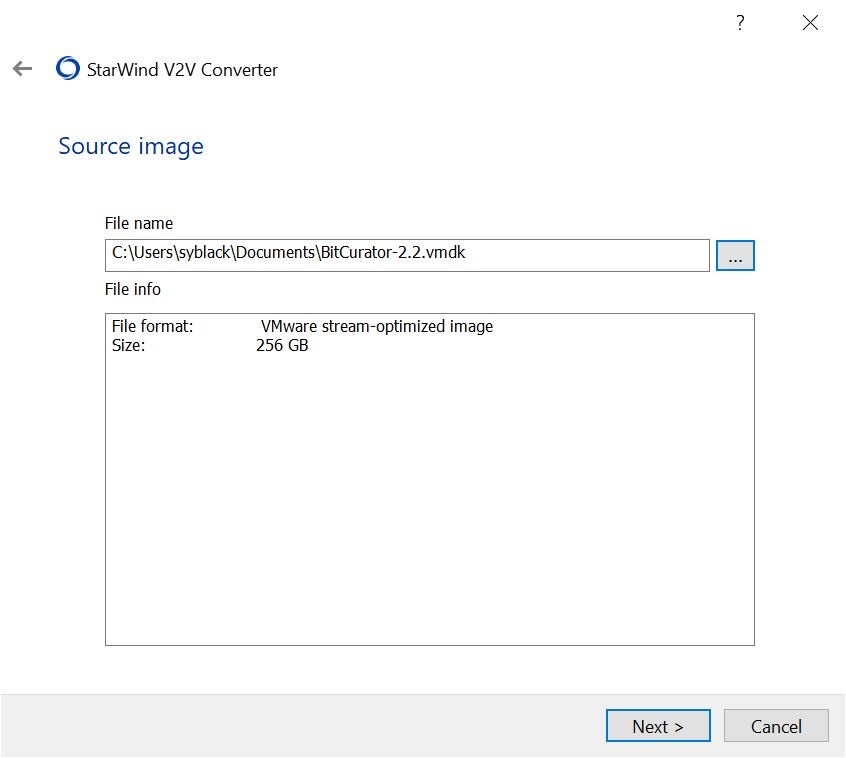 ?
StarWind V2V Converter
Source image
File name
C:\Users\syblack\Documents\BitCurator-2.2.vmdk
...
File info
File format: VMware stream-optimized image
Size: 256 GB
Next >
Cancel